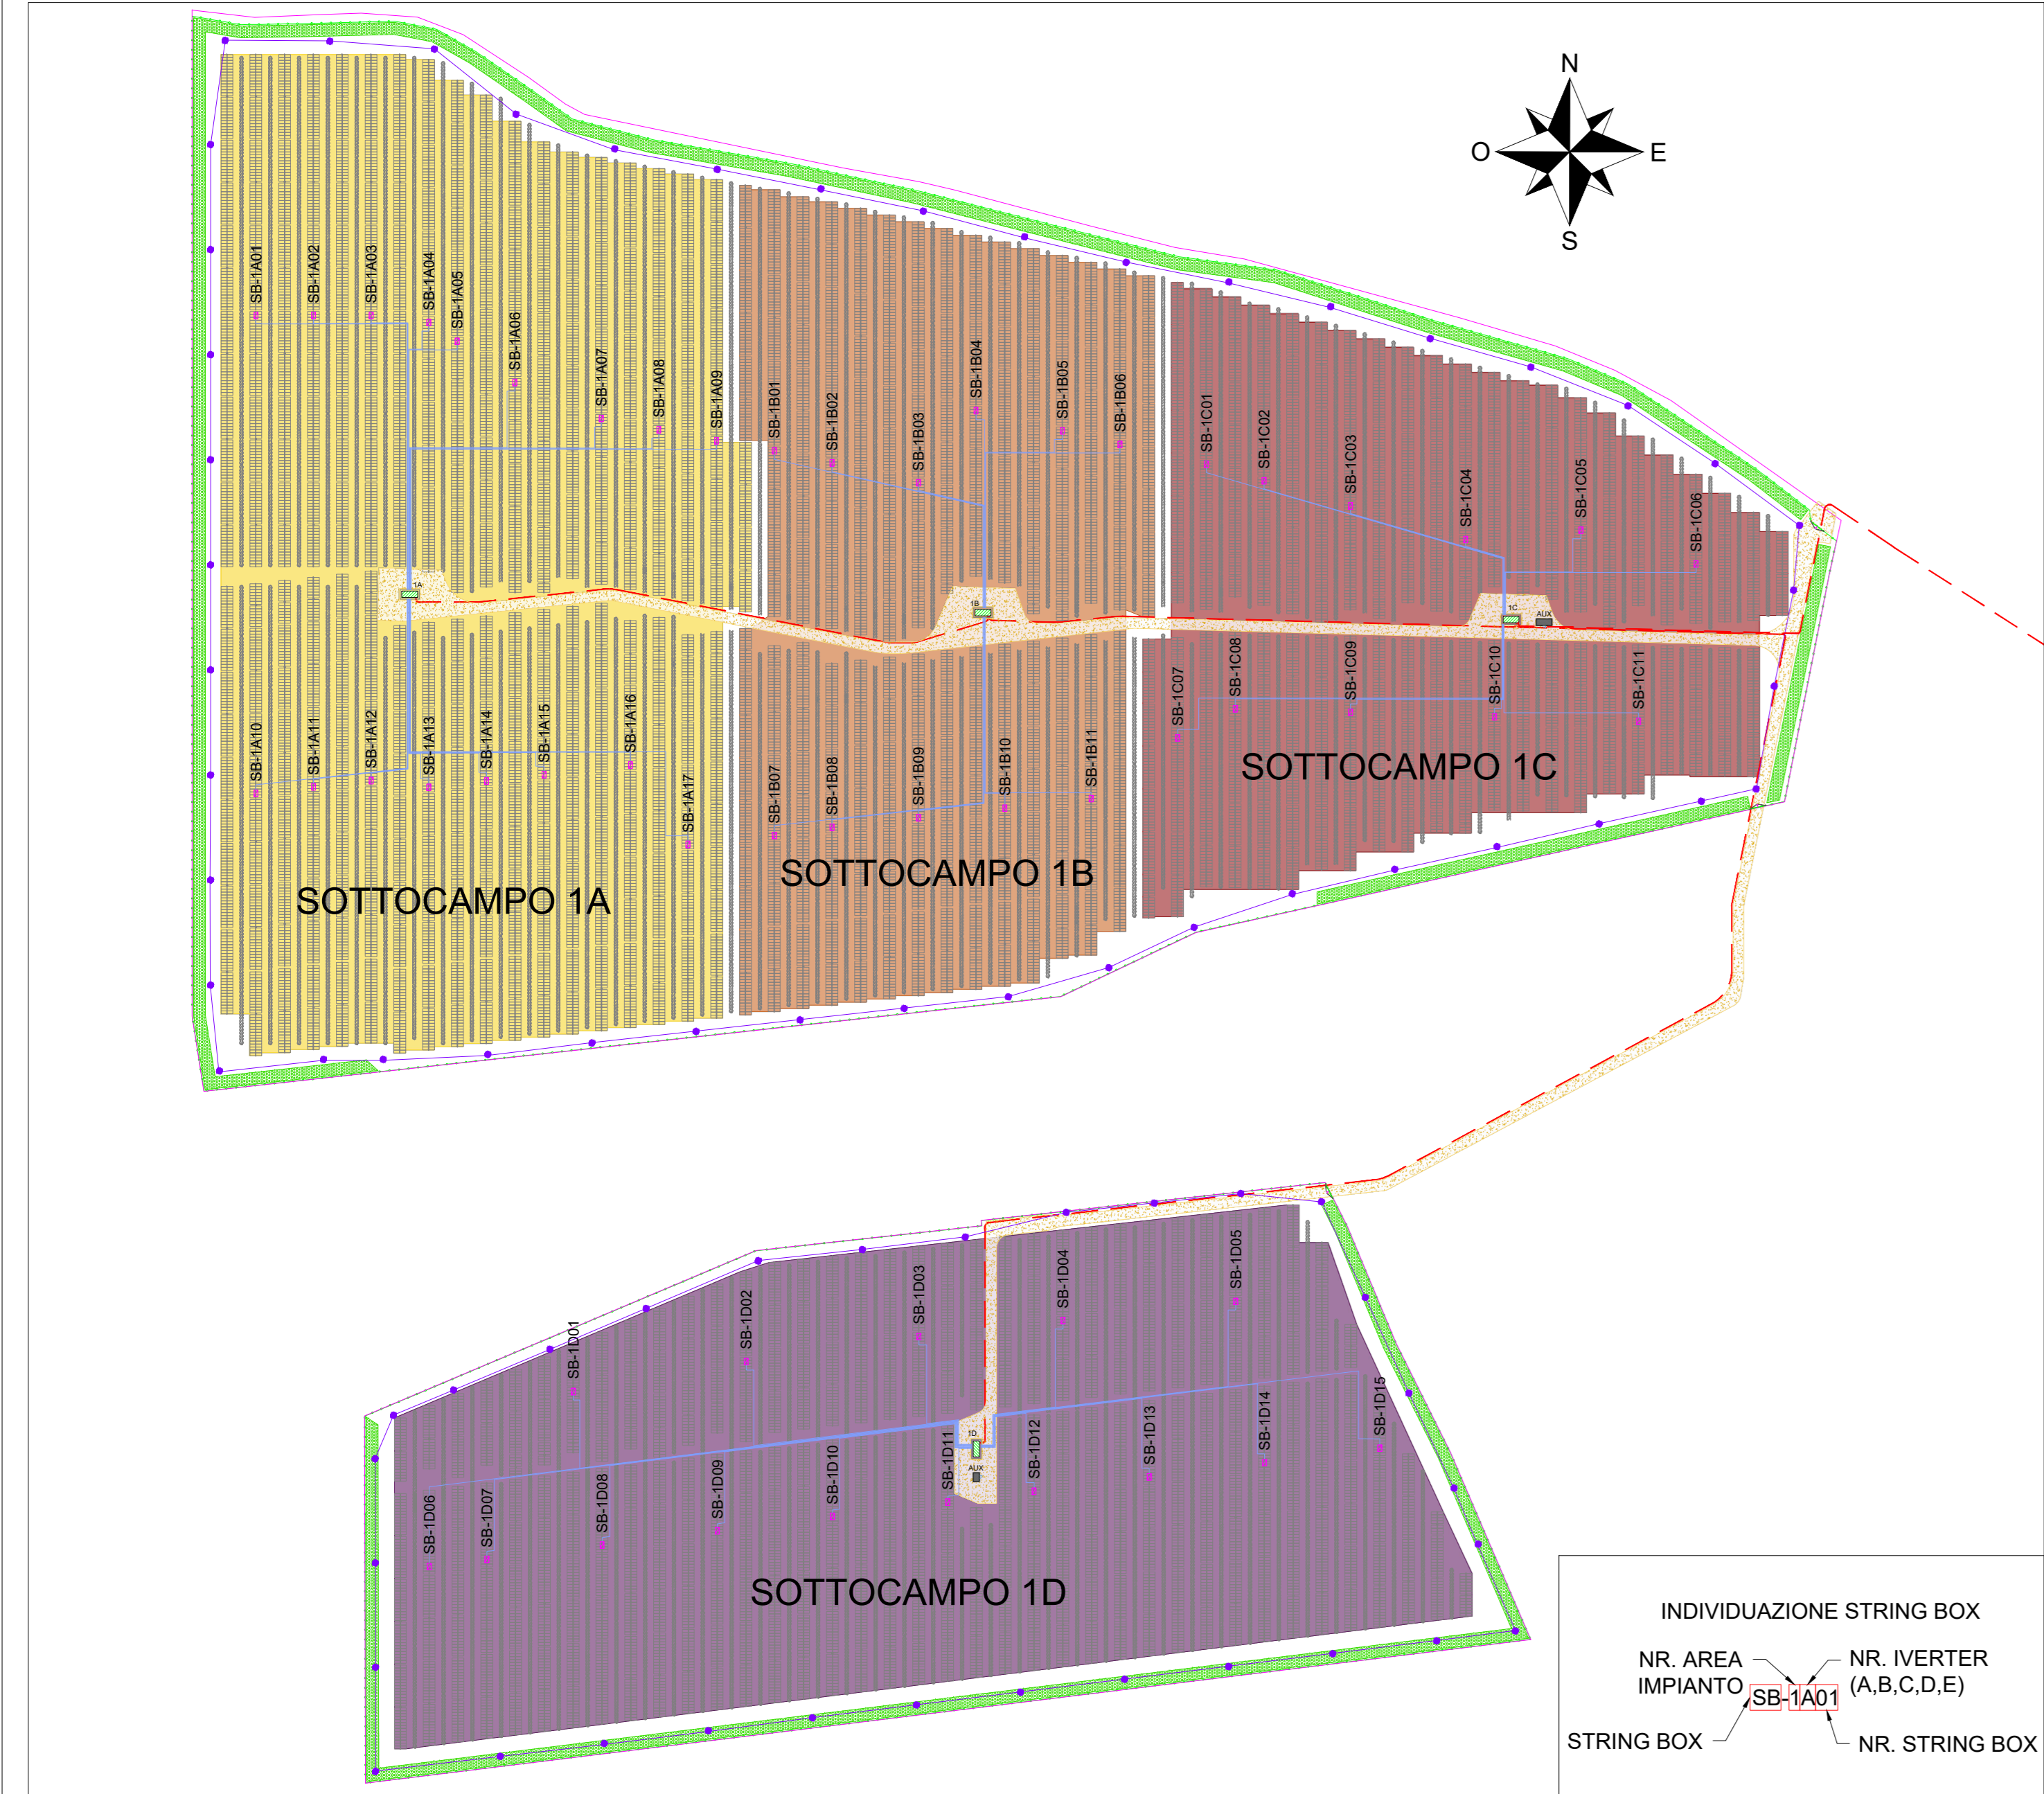 N
O
E
S
SB-1A01
SB-1A02
SB-1A03
SB-1A04
SB-1A05
SB-1A06
SB-1A07
SB-1A08
SB-1A09
SB-1B01
SB-1B02
SB-1B03
SB-1B04
SB-1B05
SB-1B06
SB-1C01
SB-1C02
SB-1C03
SB-1C04
SB-1C05
SB-1C06
1A
1B
1C
AUX
SB-1A10
SB-1A11
SB-1A12
SB-1A13
SB-1A14
SB-1A15
SB-1A16
SB-1A17
SB-1B07
SB-1B08
SB-1B09
SB-1B10
SB-1B11
SB-1C07
SB-1C08
SB-1C09
SB-1C10
SB-1C11
SOTTOCAMPO 1A
SOTTOCAMPO 1B
SOTTOCAMPO 1C
SB-1D01
SB-1D02
SB-1D03
SB-1D04
SB-1D05
1D
AUX
SB-1D06
SB-1D07
SB-1D08
SB-1D09
SB-1D10
SB-1D11
SB-1D12
SB-1D13
SB-1D14
SB-1D15
SOTTOCAMPO 1D
INDIVIDUAZIONE STRING BOX
NR. AREA
IMPIANTO
NR. IVERTER
(A,B,C,D,E)
SB-1A01
STRING BOX
NR. STRING BOX